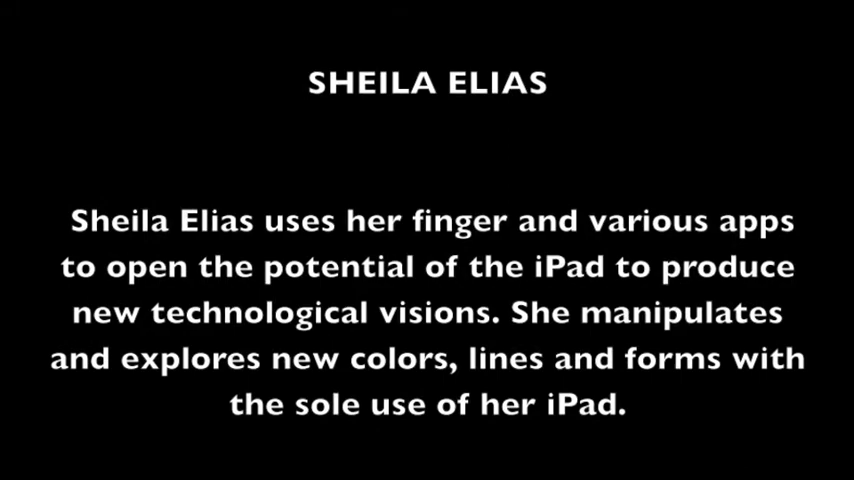 SHEILA ELIAS
Sheila Elias uses her finger and various apps
to open the potential of the iPad to produce
new technological visions. She manipulates
and explores new colors, lines and forms with
the sole use of her iPad.